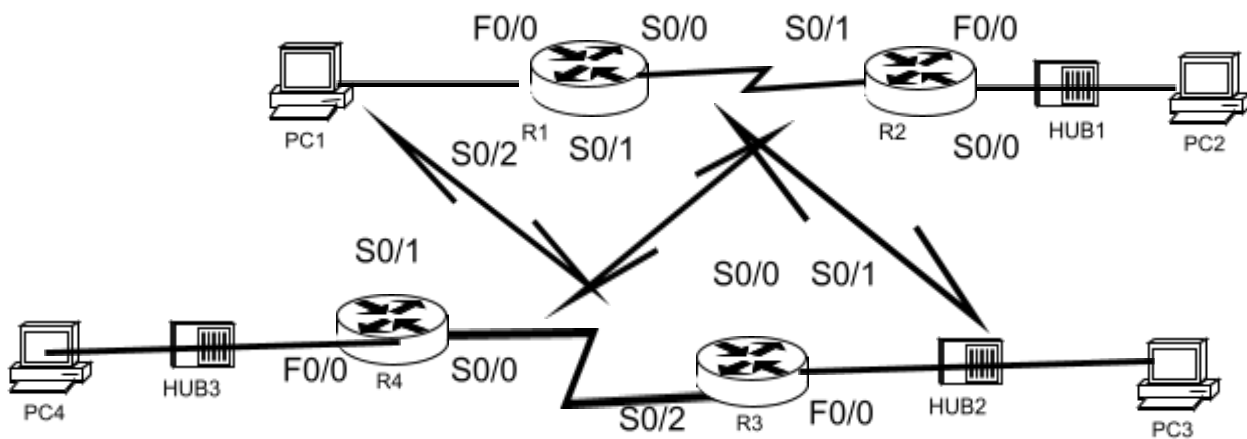 F0/0
S0/0
S0/1
F0/0
PC1
R1
S0/2
S0/1
R2
S0/0
HUB1
PC2
S0/1
S0/0
S0/1
PC4
HUB3
F0/0
R4
S0/0
S0/2
R3
F0/0
HUB2
PC3